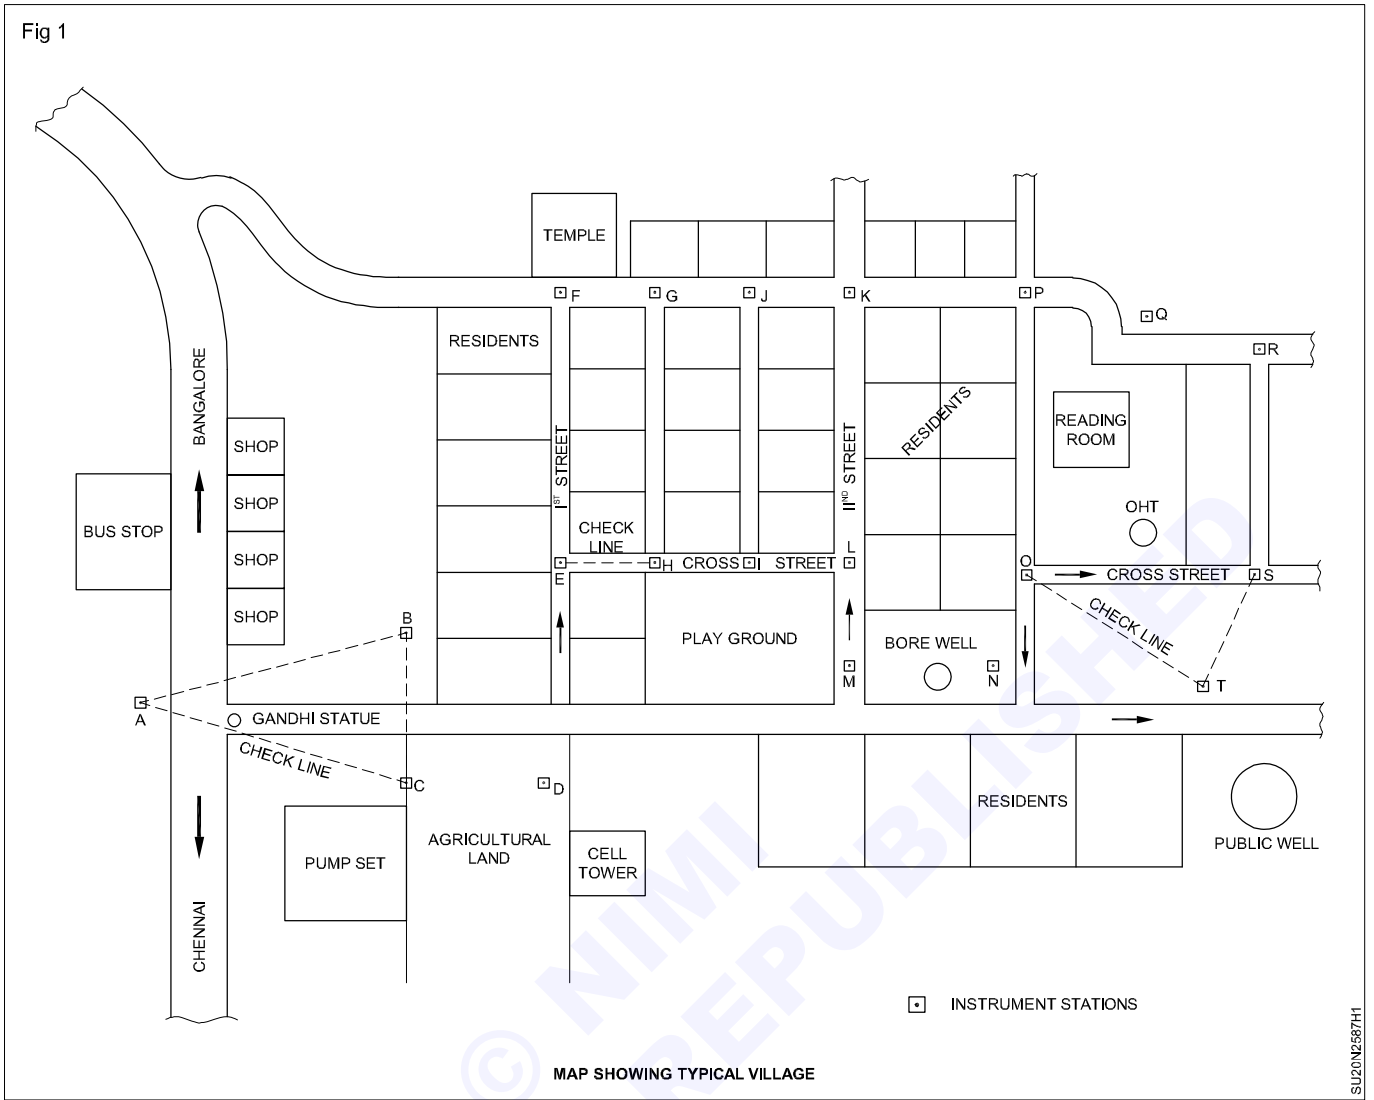 Fig 1
TEMPLE
F
G
J
K
P
Q
R
RESIDENTS
BANGALORE
SHOP
SHOP
SHOP
SHOP
BUS STOP
IST STREET
IIND STREET
RESIDENTS
READING
ROOM
OHT
CHECK
LINE
E
H
CROSS
I
STREET
L
O
CROSS STREET
S
CHECK LINE
T
B
PLAY GROUND
BORE WELL
M
N
A
GANDHI STATUE
CHECK LINE
C
D
AGRICULTURAL
LAND
PUMP SET
CELL
TOWER
RESIDENTS
PUBLIC WELL
CHENNAI
INSTRUMENT STATIONS
MAP SHOWING TYPICAL VILLAGE
SU20N2587H1
© NIMI
REPUBLISHED